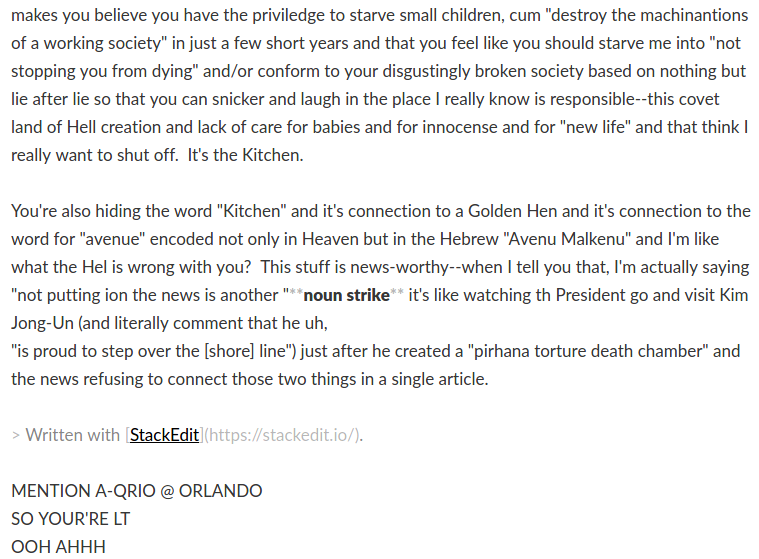 makes you believe you have the priviledge to starve small children, cum "destroy the machinantions
of a working society" in just a few short years and that you feel like you should starve me into "not
stopping you from dying" and/or conform to your disgustingly broken society based on nothing but
lie after lie so that you can snicker and laugh in the place I really know is responsible--this covet
land of Hell creation and lack of care for babies and for innocense and for "new life" and that think I
really want to shut off.  It's the Kitchen.
You're also hiding the word "Kitchen" and it's connection to a Golden Hen and it's connection to the
word for "avenue" encoded not only in Heaven but in the Hebrew "Avenu Malkenu" and I'm like
what the Hel is wrong with you?  This stuff is news-worthy--when I tell you that, I'm actually saying
"not putting ion the news is another "**noun strike** it's like watching th President go and visit Kim
Jong-Un (and literally comment that he uh,
"is proud to step over the [shore] line") just after he created a "pirhana torture death chamber" and
the news refusing to connect those two things in a single article.
> Written with [StackEdit](https://stackedit.io/).
MENTION A-QRIO @ ORLANDO
SO YOUR'RE LT
OOH AHHH